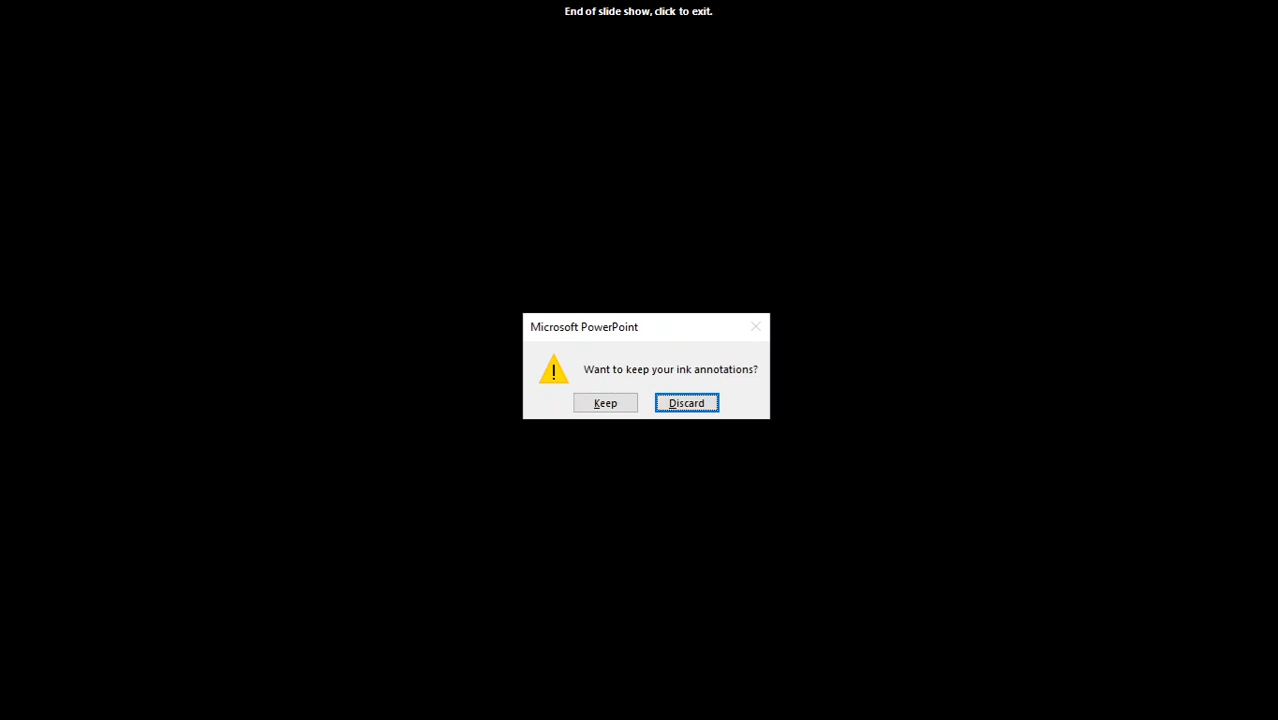 End of slide show, click to exit.
Microsoft PowerPoint
Want to keep your ink annotations?
Keep Discard